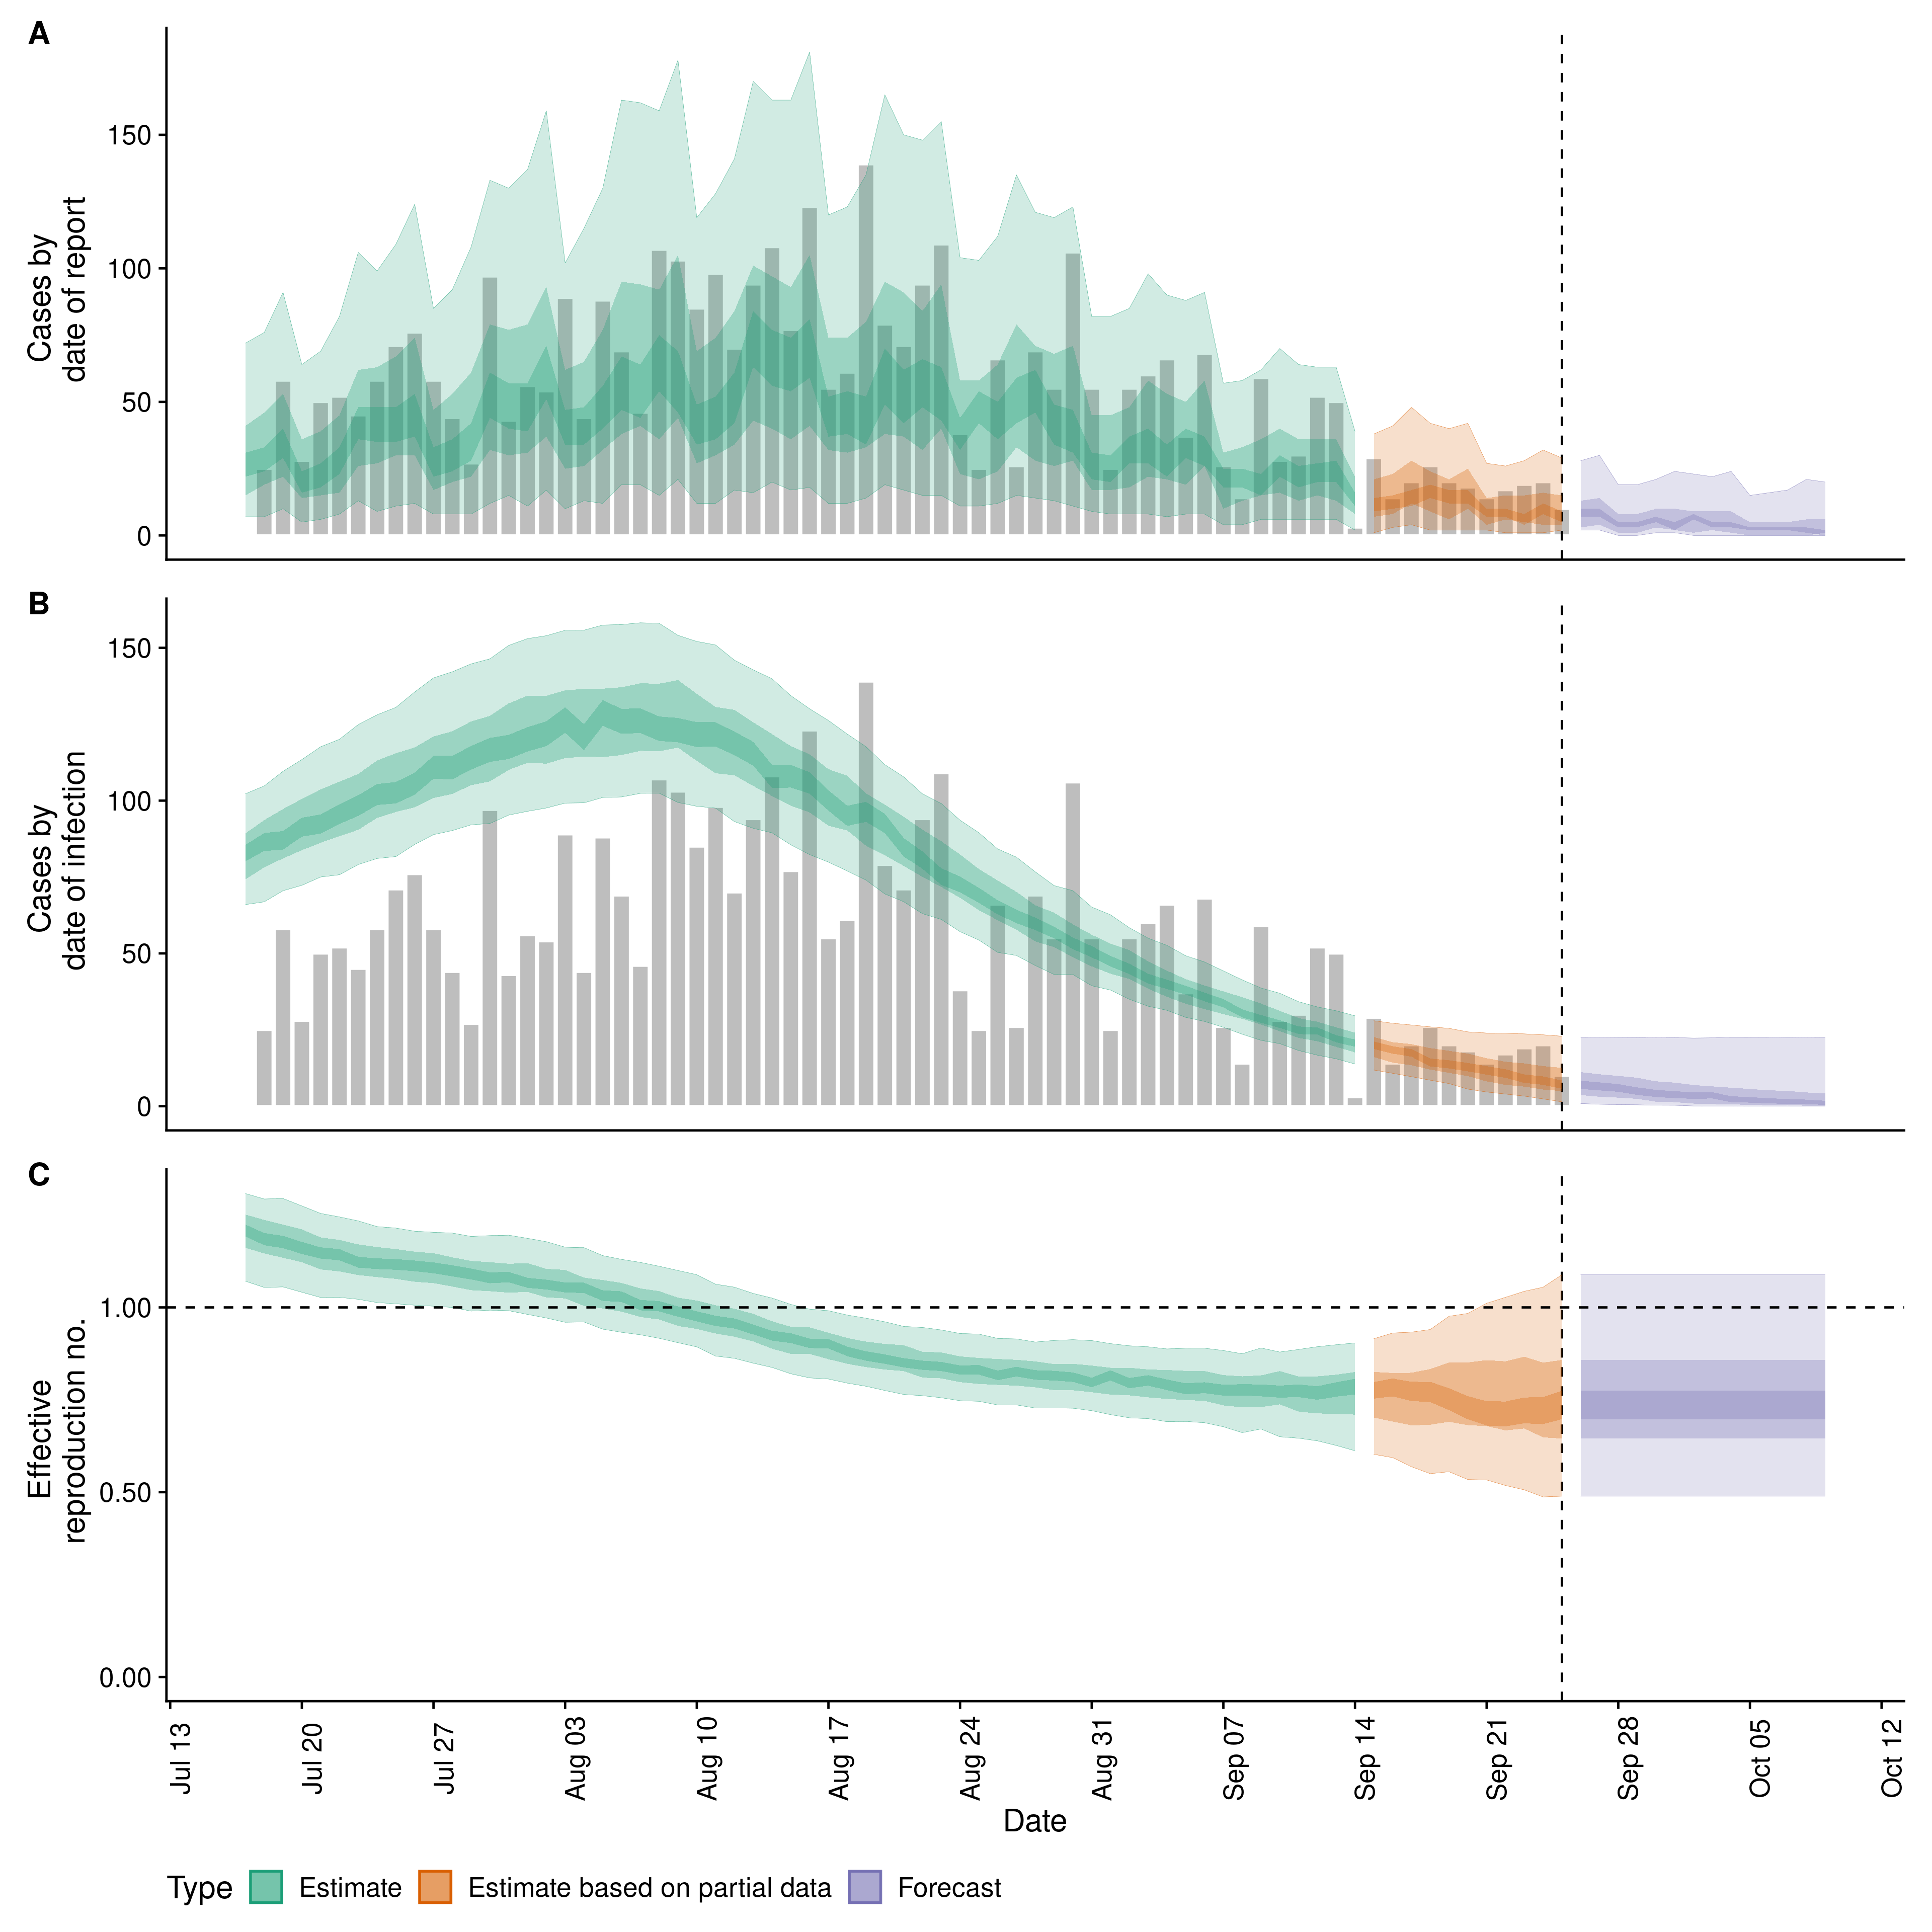 A
150
100
50
0
Cases by
date of report
B
150
100
50
0
Cases by
date of infection
C
1.00
0.50
0.00
Effective
reproduction no.
Jul 13
Jul 20
Jul 27
Aug 03
Aug 10
Aug 17
Aug 24
Aug 31
Sep 07
Sep 14
Sep 21
Sep 28
Oct 05
Oct 12
Date
Type Estimate Estimate based on partial data Forecast